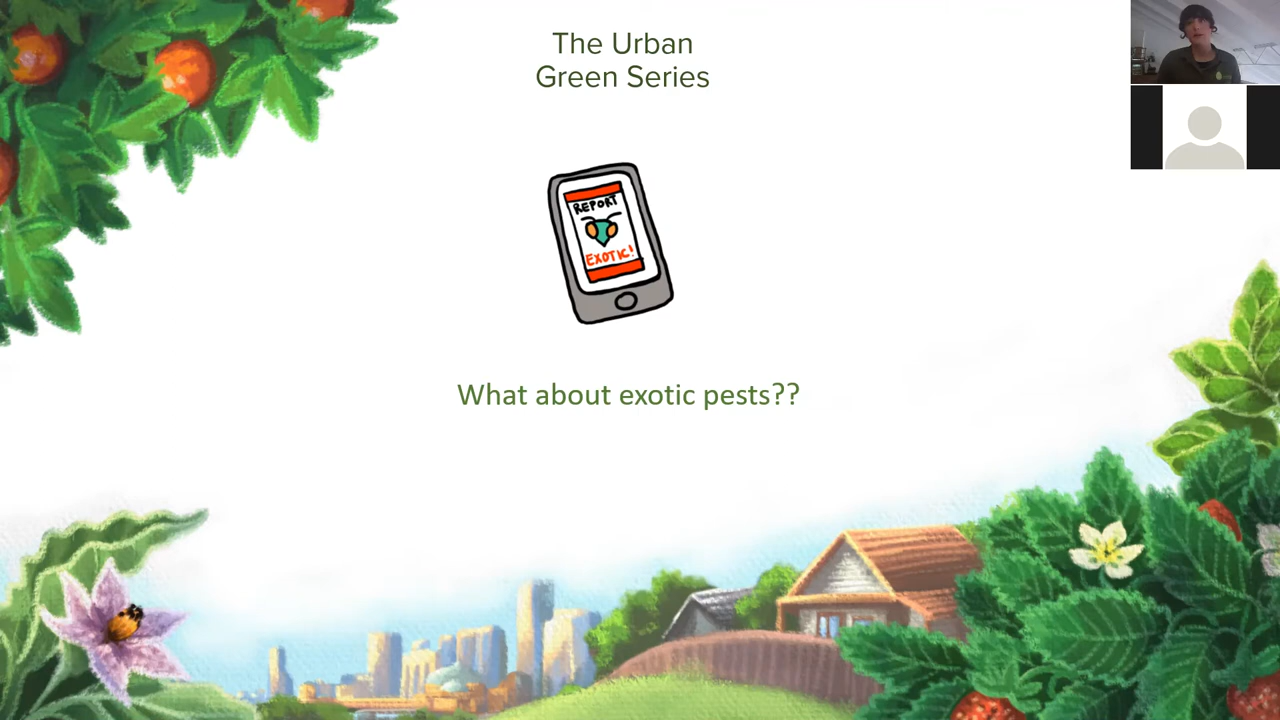 The Urban
Green Series
REPORT
EXOTIC!
What about exotic pests??